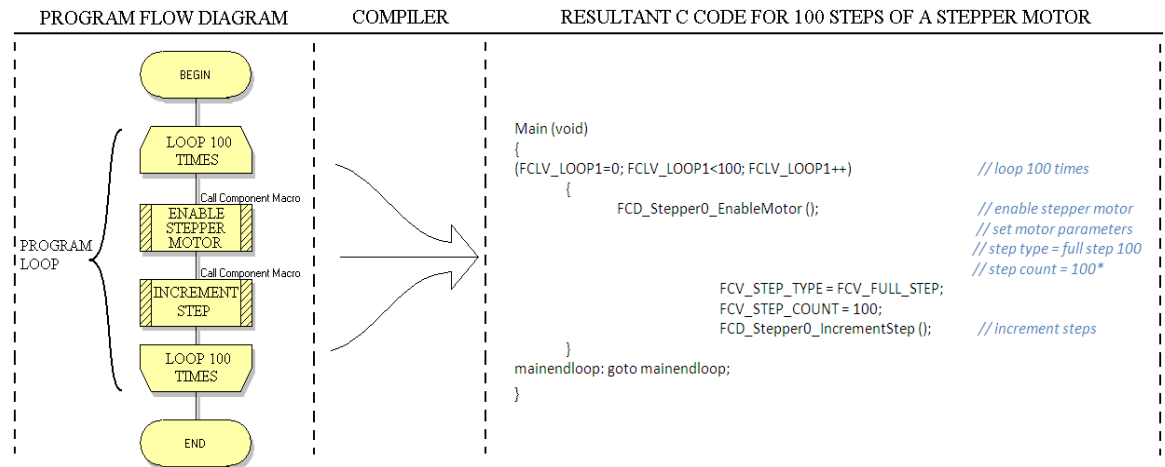 PROGRAM FLOW DIAGRAM
COMPILER
RESULTANT C CODE FOR 100 STEPS OF A STEPPER MOTOR
BEGIN
LOOP 100
TIMES
Call Component Macro
ENABLE
STEPPER
MOTOR
PROGRAM
LOOP
Call Component Macro
INCREMENT
STEP
LOOP 100
TIMES
END
Main (void)
{
(FCLV_LOOP1=0; FCLV_LOOP1<100; FCLV_LOOP1++) // loop 100 times
{
FCD_Stepper0_EnableMotor (); // enable stepper motor
// set motor parameters
// step type = full step 100
// step count = 100*
FCV_STEP_TYPE = FCV_FULL_STEP;
FCV_STEP_COUNT = 100;
FCD_Stepper0_IncrementStep (); // increment steps
}
mainendloop: goto mainendloop;
}